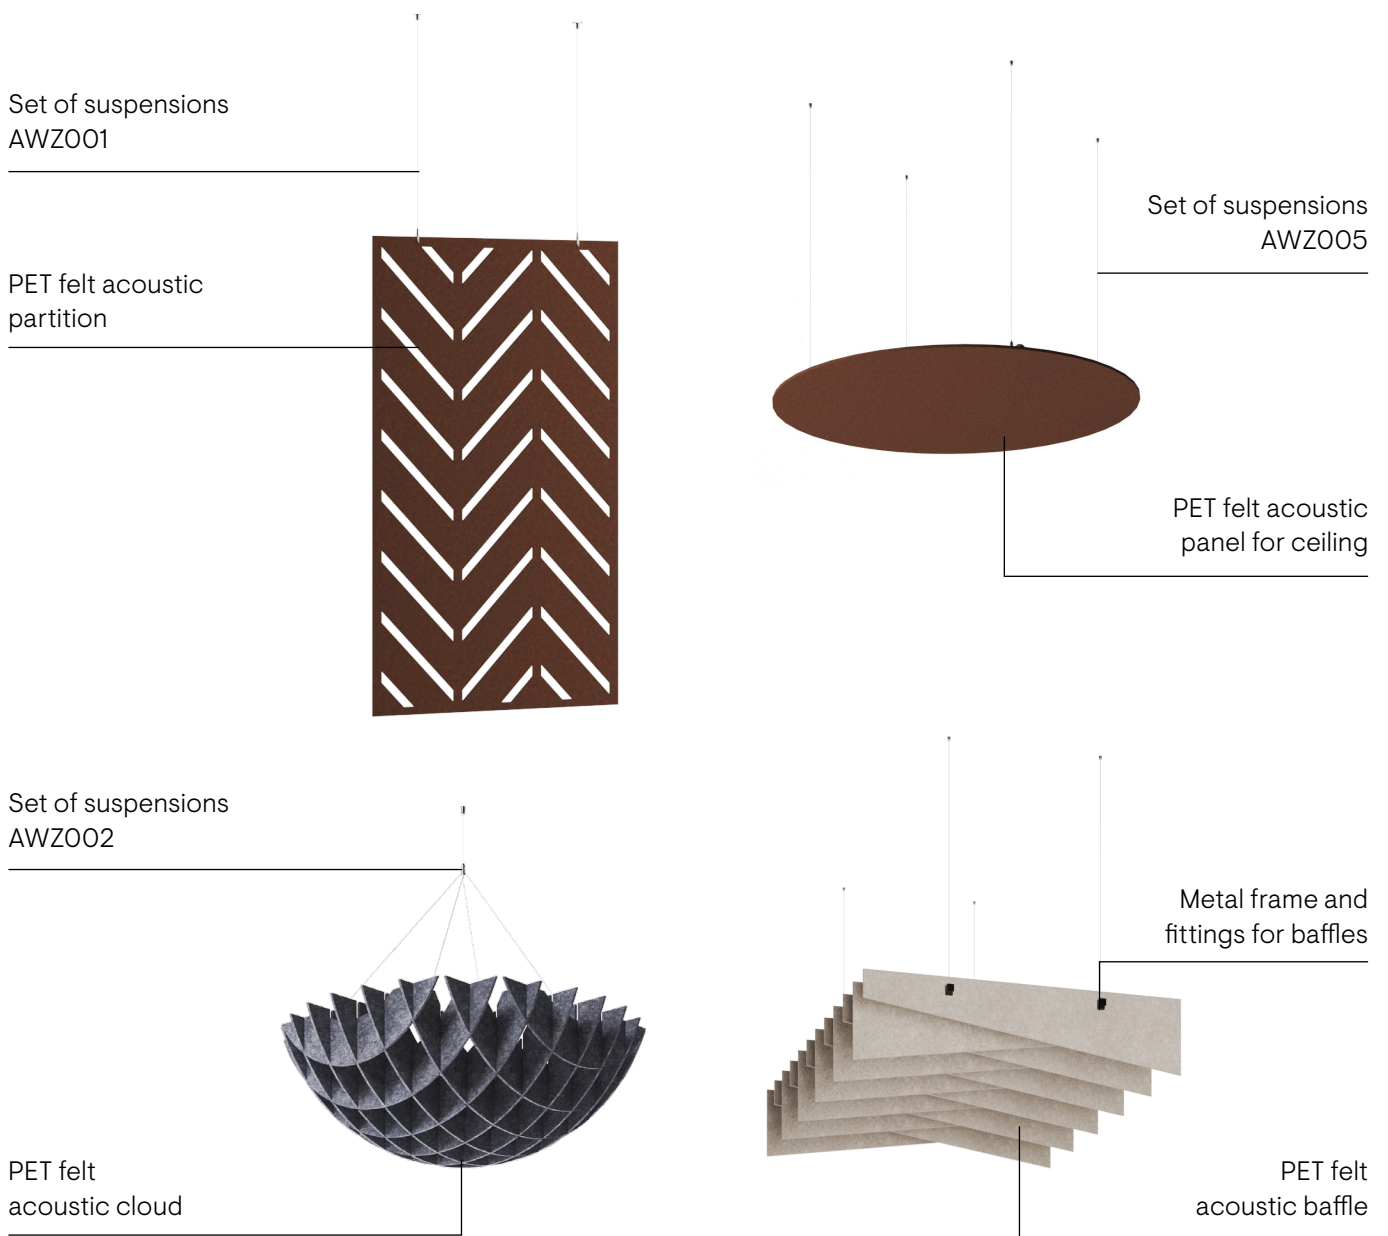 Set of suspensions
AWZ001
PET felt acoustic
partition
Set of suspensions
AWZ005
PET felt acoustic
panel for ceiling
Set of suspensions
AWZ002
PET felt
acoustic cloud
Metal frame and
fittings for baffles
PET felt
acoustic baffle